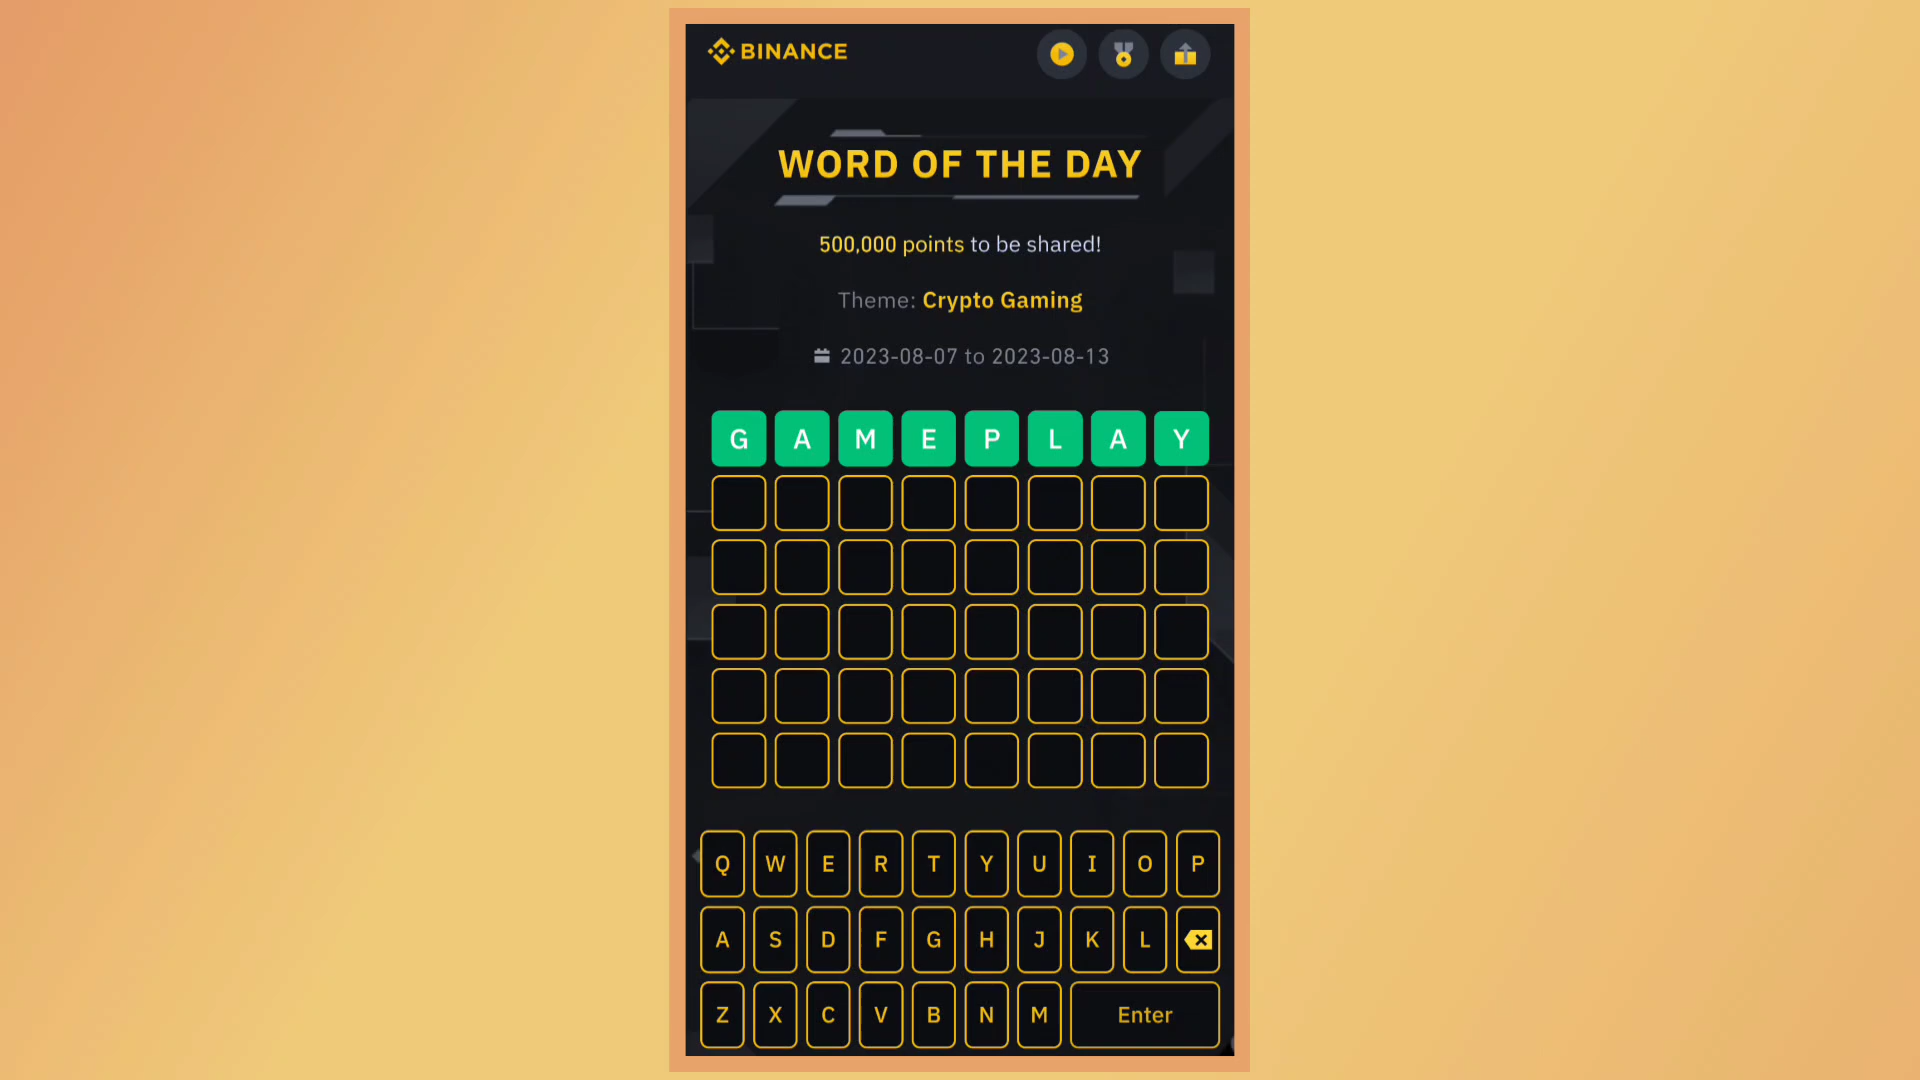 BINANCE
WORD OF THE DAY
500,000 points to be shared!
Theme: Crypto Gaming
2023-08-07 to 2023-08-13
G A M E P L A Y
Q W E R T Y U I O P
A S D F G H J K L
Z X C V B N M Enter